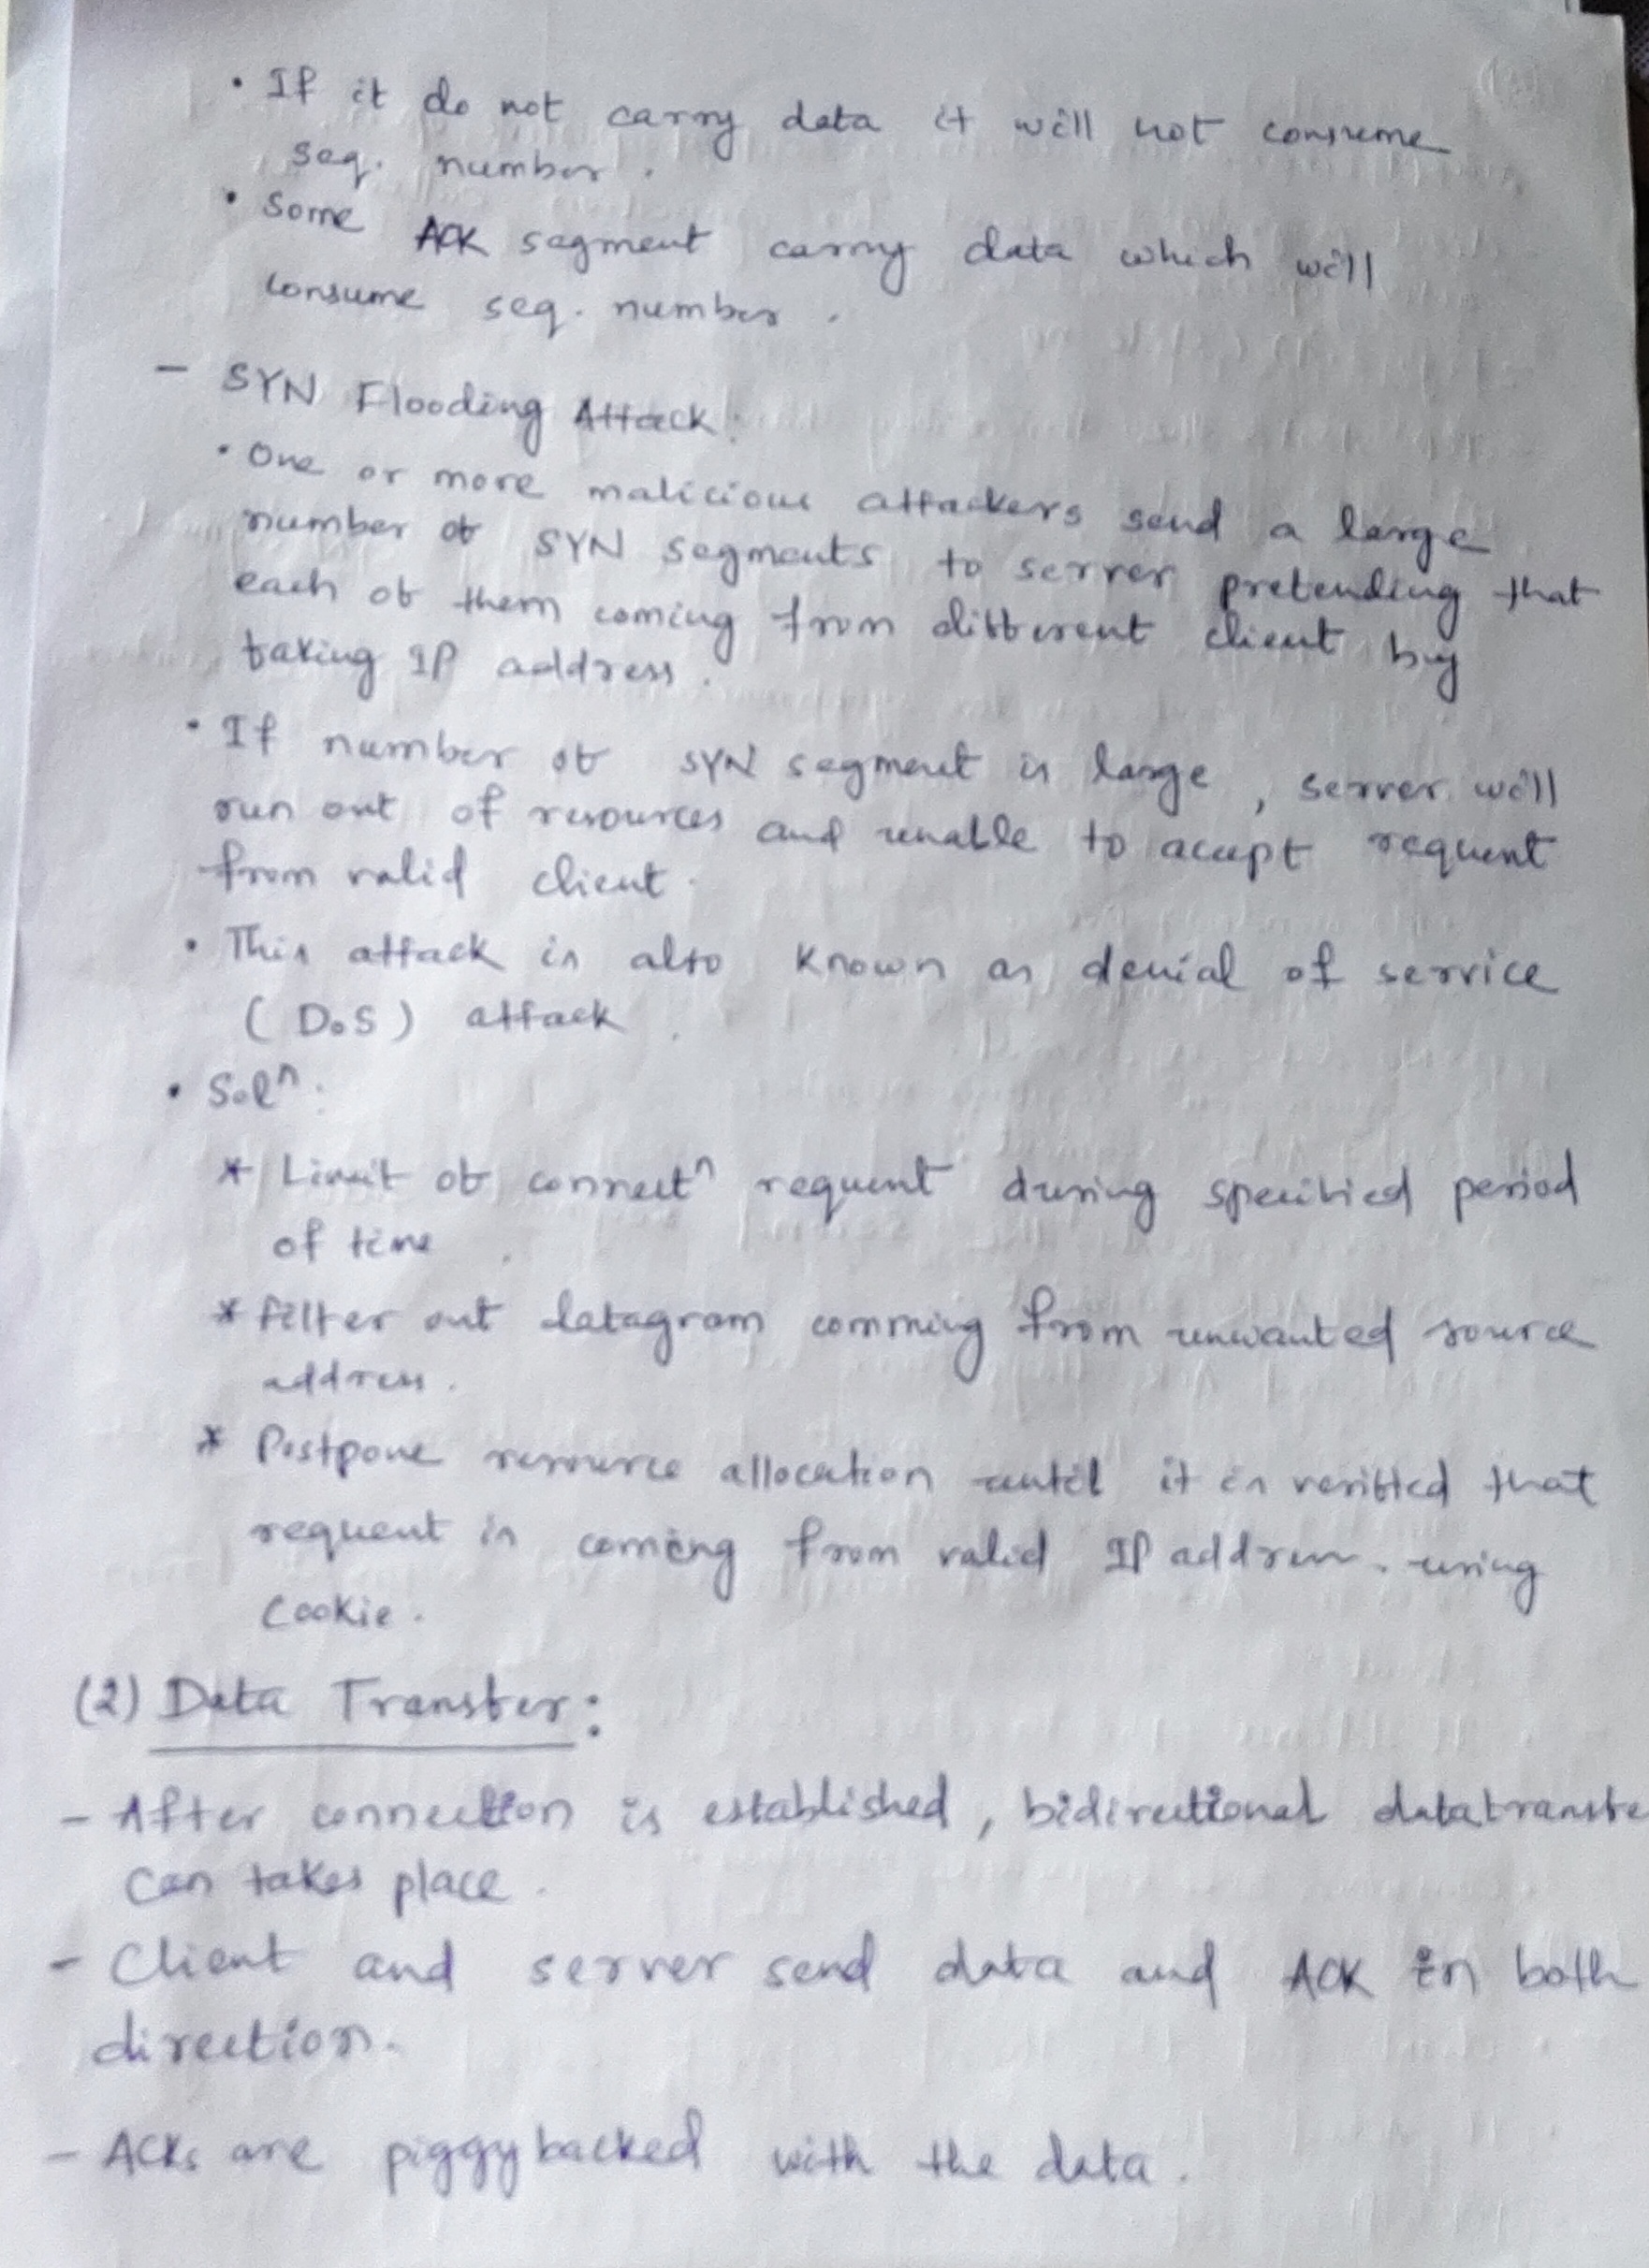 • If it do not carry data it will not consume
seq. number.
• Some ACK segment carry data which will
consume seq. number.
- SYN Flooding Attack:
• One or more malicious attackers send a large
number of SYN segments to server pretending that
each of them coming from different client by
faking IP address.
• If number of SYN segment is large, server will
run out of resources and unable to accept request
from valid client.
• This attack is also known as denial of service
(DoS) attack.
• Solⁿ:
* Limit of connectⁿ request during specified period
of time.
* filter out datagram comming from unwanted source
address.
* Postpone resource allocation until it is verified that
request is coming from valid IP address. using
cookie.
(2) Data Transfer:
- After connection is established, bidirectional datatransfe
can takes place.
- Client and server send data and ACK in both
direction.
- ACKs are piggybacked with the data.